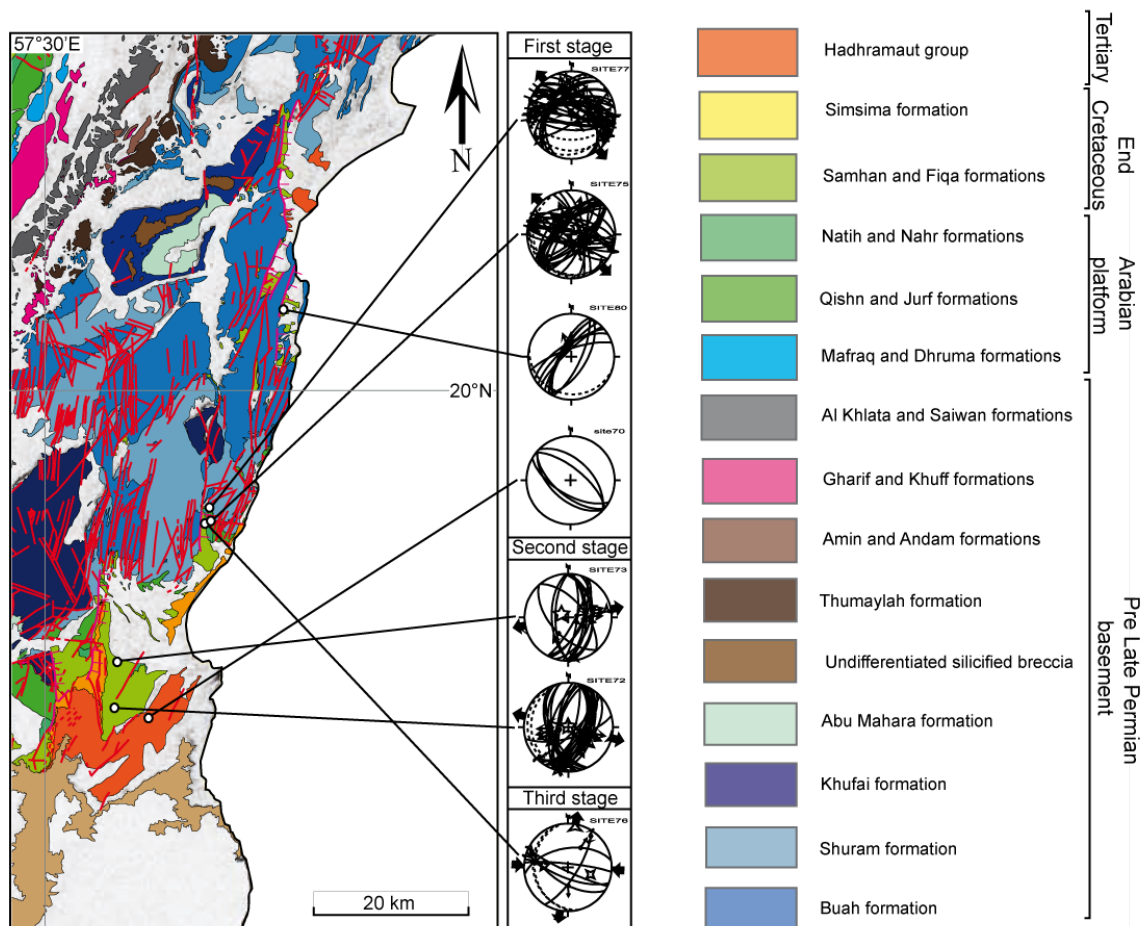 57°30'E
N
20°N
20 km
First stage
SITE77
SITE75
SITE80
site70
Second stage
SITE73
SITE72
Third stage
SITE76
Hadhramaut group
Simsima formation
Samhan and Fiqa formations
Natih and Nahr formations
Qishn and Jurf formations
Mafraq and Dhruma formations
Al Khlata and Saiwan formations
Gharif and Khuff formations
Amin and Andam formations
Thumaylah formation
Undifferentiated silicified breccia
Abu Mahara formation
Khufai formation
Shuram formation
Buah formation
Tertiary
End
Cretaceous
Arabian
platform
Pre Late Permian
basement